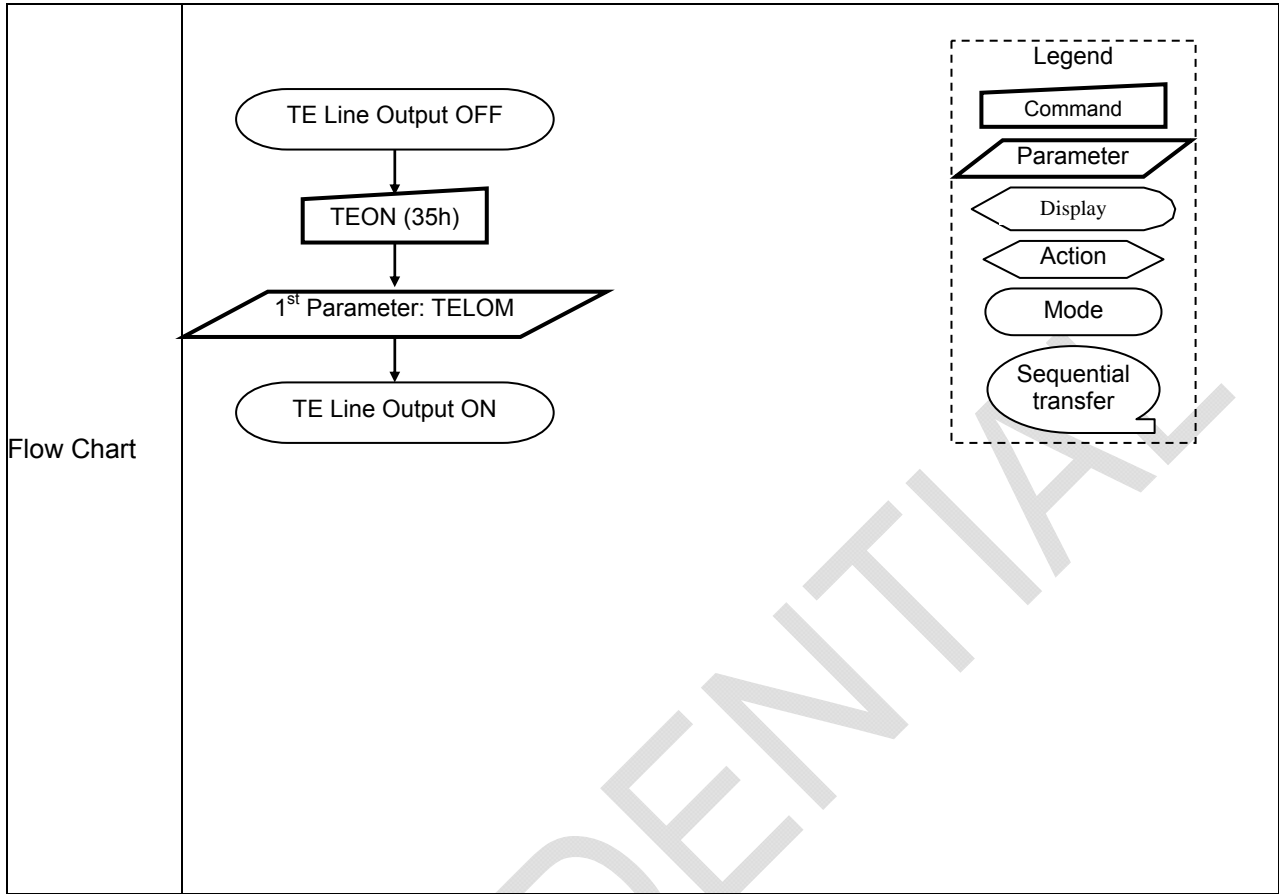 Flow Chart
TE Line Output OFF
TEON (35h)
1st Parameter: TELOM
TE Line Output ON
Legend
Command
Parameter
Display
Action
Mode
Sequential
transfer
DENTIAL